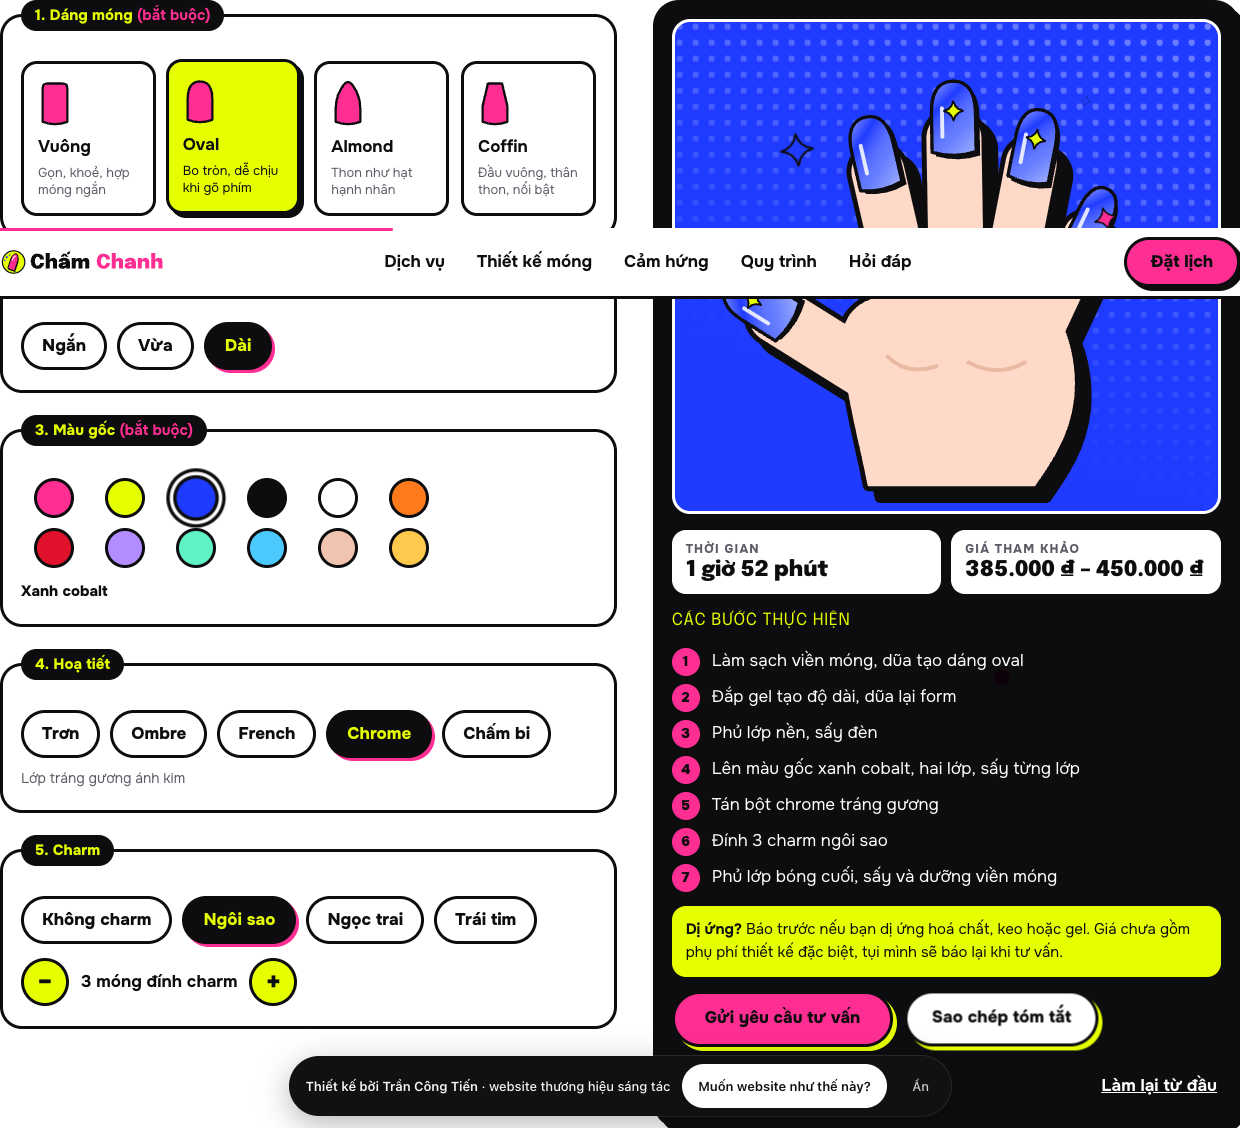 1. Dáng móng (bắt buộc)
Vuông
Gọn, khoẻ, hợp
móng ngắn
Oval
Bo tròn, dễ chịu
khi gõ phím
Almond
Thon như hạt
hạnh nhân
Coffin
Đầu vuông, thân
thon, nổi bật
Chấm Chanh
Dịch vụ
Thiết kế móng
Cảm hứng
Quy trình
Hỏi đáp
Đặt lịch
Ngắn
Vừa
Dài
3. Màu gốc (bắt buộc)
Xanh cobalt
4. Hoạ tiết
Trơn
Ombre
French
Chrome
Chấm bi
Lớp tráng gương ánh kim
5. Charm
Không charm
Ngôi sao
Ngọc trai
Trái tim
−
3 móng đính charm
+
THỜI GIAN
1 giờ 52 phút
GIÁ THAM KHẢO
385.000 ₫ – 450.000 ₫
CÁC BƯỚC THỰC HIỆN
1 Làm sạch viền móng, dũa tạo dáng oval
2 Đắp gel tạo độ dài, dũa lại form
3 Phủ lớp nền, sấy đèn
4 Lên màu gốc xanh cobalt, hai lớp, sấy từng lớp
5 Tán bột chrome tráng gương
6 Đính 3 charm ngôi sao
7 Phủ lớp bóng cuối, sấy và dưỡng viền móng
Dị ứng? Báo trước nếu bạn dị ứng hoá chất, keo hoặc gel. Giá chưa gồm
phụ phí thiết kế đặc biệt, tụi mình sẽ báo lại khi tư vấn.
Gửi yêu cầu tư vấn
Sao chép tóm tắt
Làm lại từ đầu
Thiết kế bởi Trần Công Tiến · website thương hiệu sáng tác
Muốn website như thế này?
Ẩn